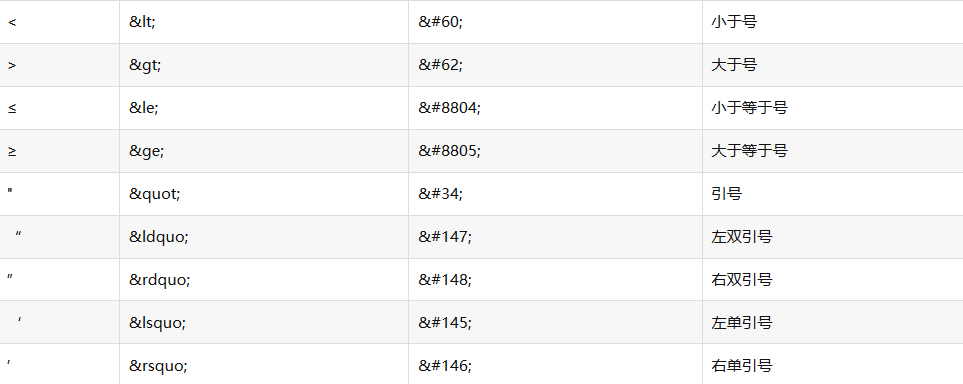 < &lt; &#60; 小于号
> &gt; &#62; 大于号
≤ &le; &#8804; 小于等于号
≥ &ge; &#8805; 大于等于号
" &quot; &#34; 引号
“ &ldquo; &#147; 左双引号
” &rdquo; &#148; 右双引号
‘ &lsquo; &#145; 左单引号
’ &rsquo; &#146; 右单引号